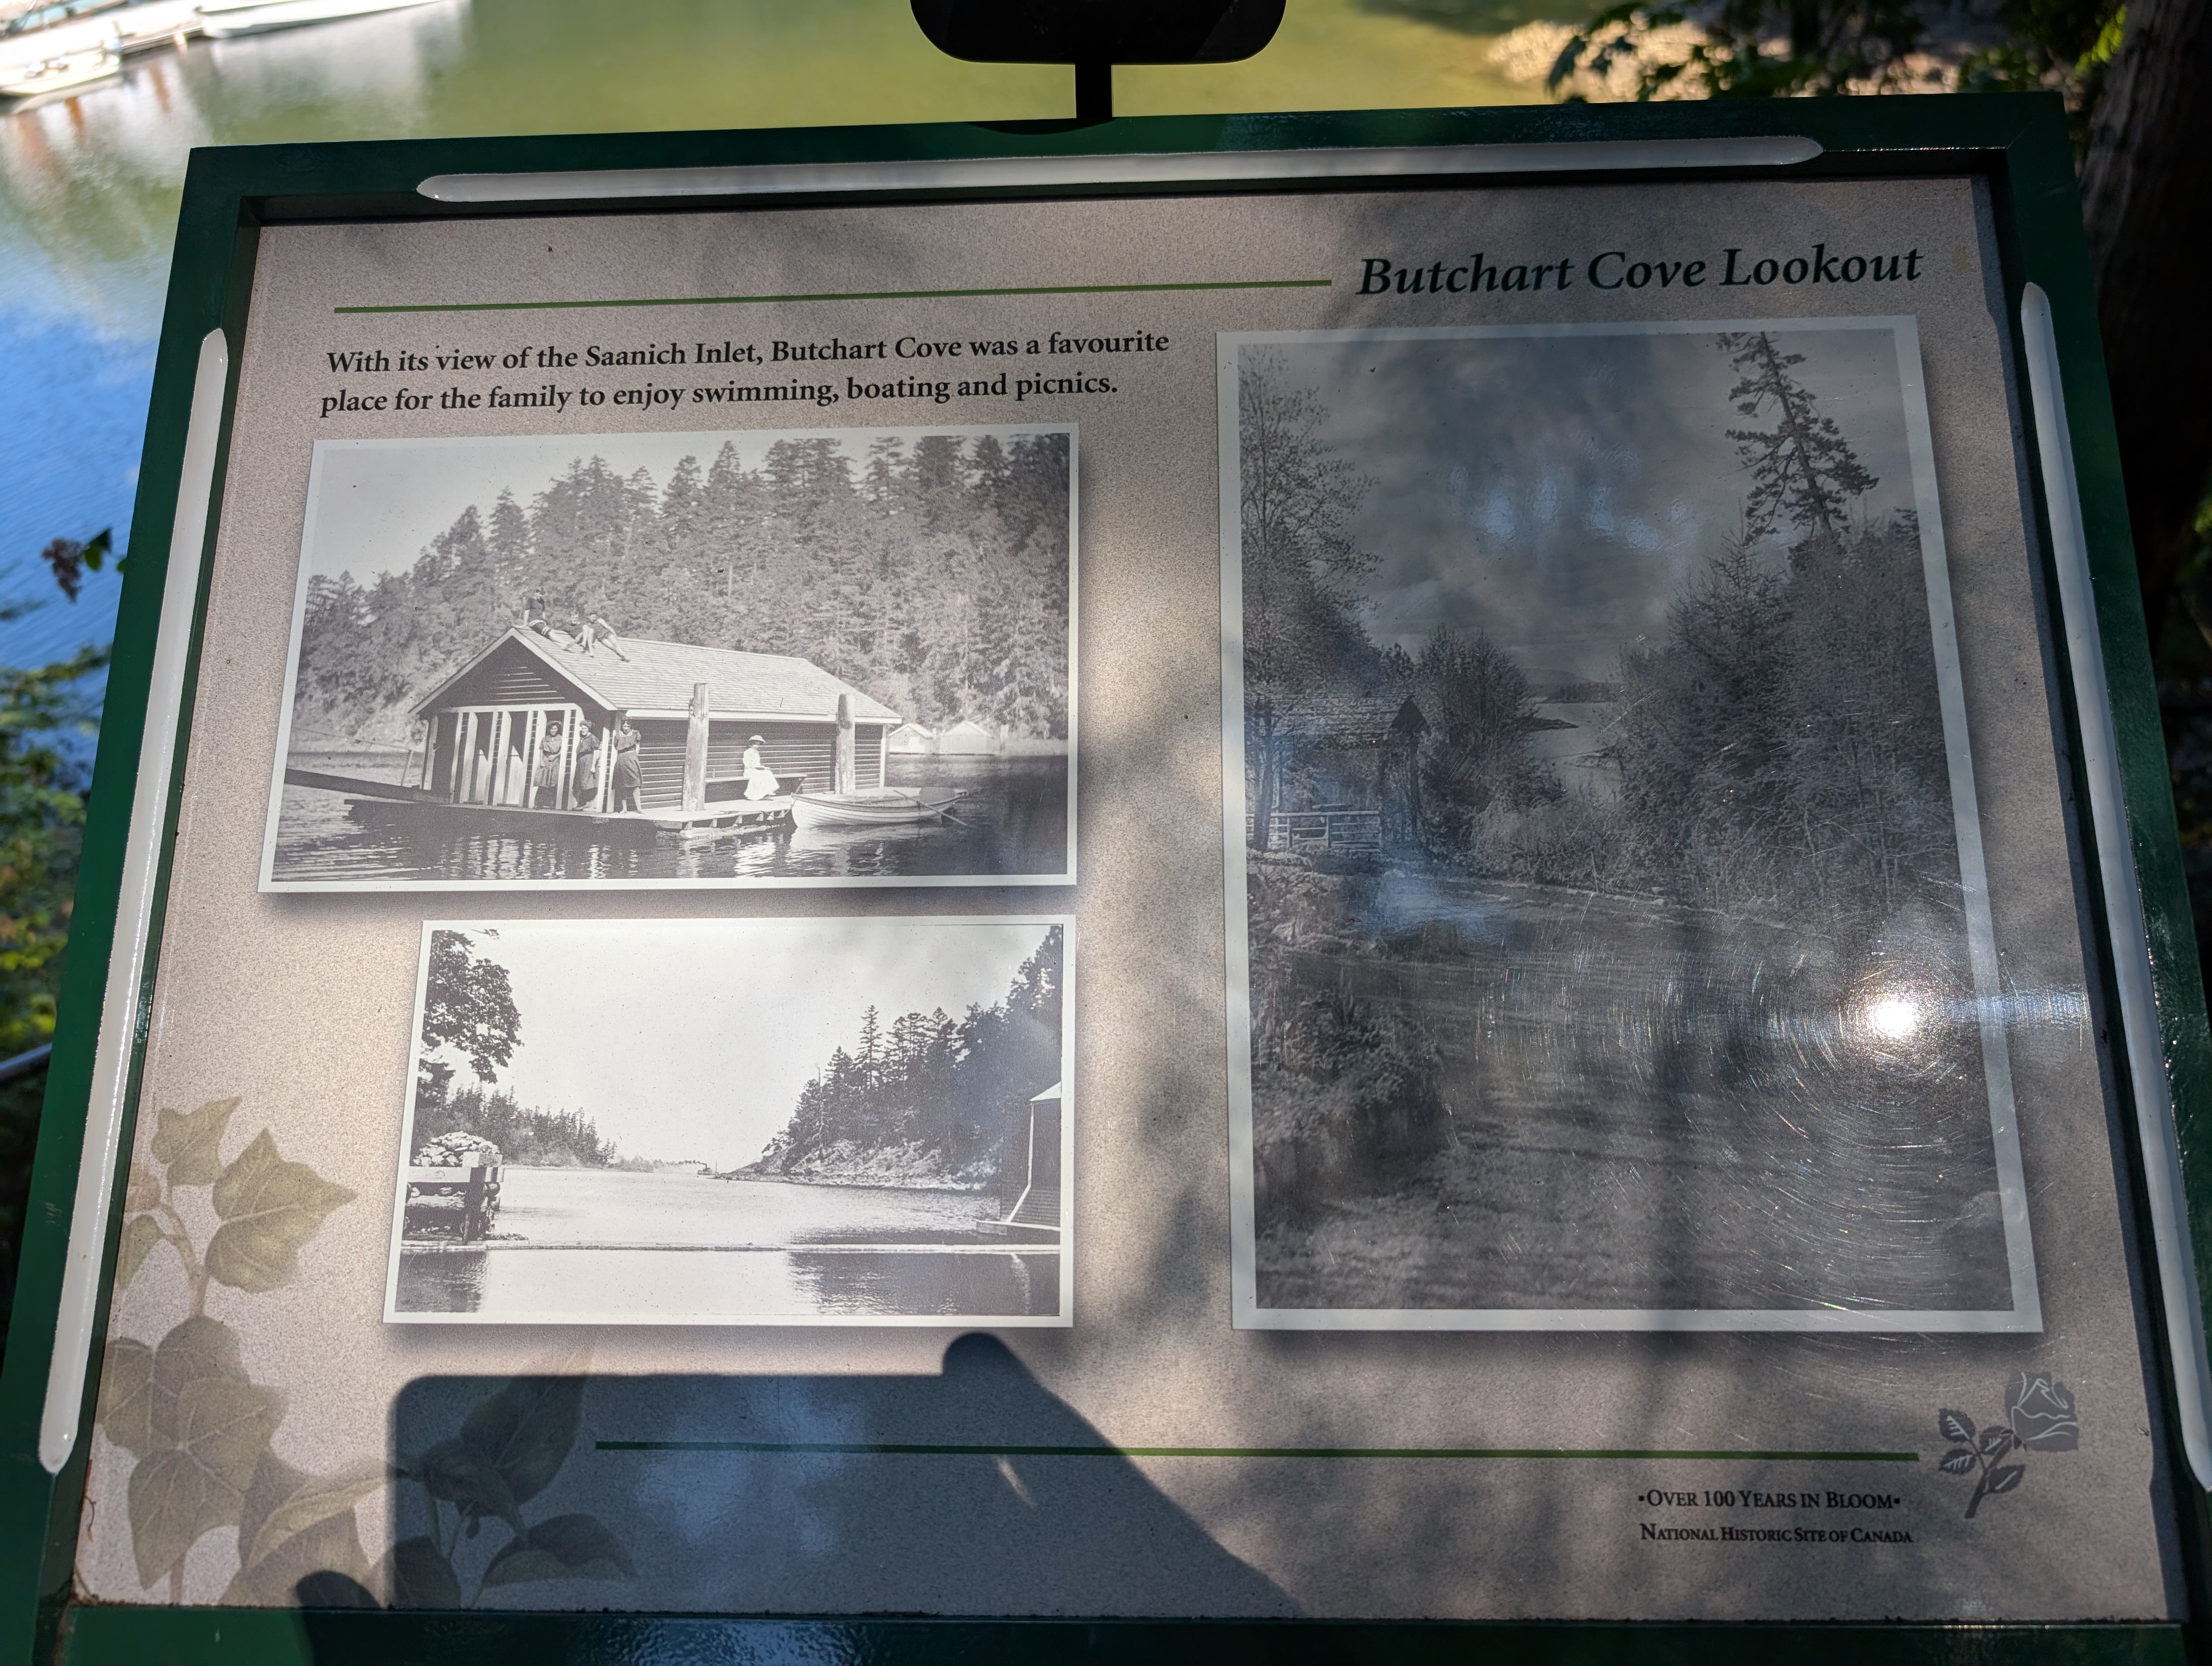 Butchart Cove Lookout
With its view of the Saanich Inlet, Butchart Cove was a favourite
place for the family to enjoy swimming, boating and picnics.
▪OVER 100 YEARS IN BLOOM▪
NATIONAL HISTORIC SITE OF CANADA